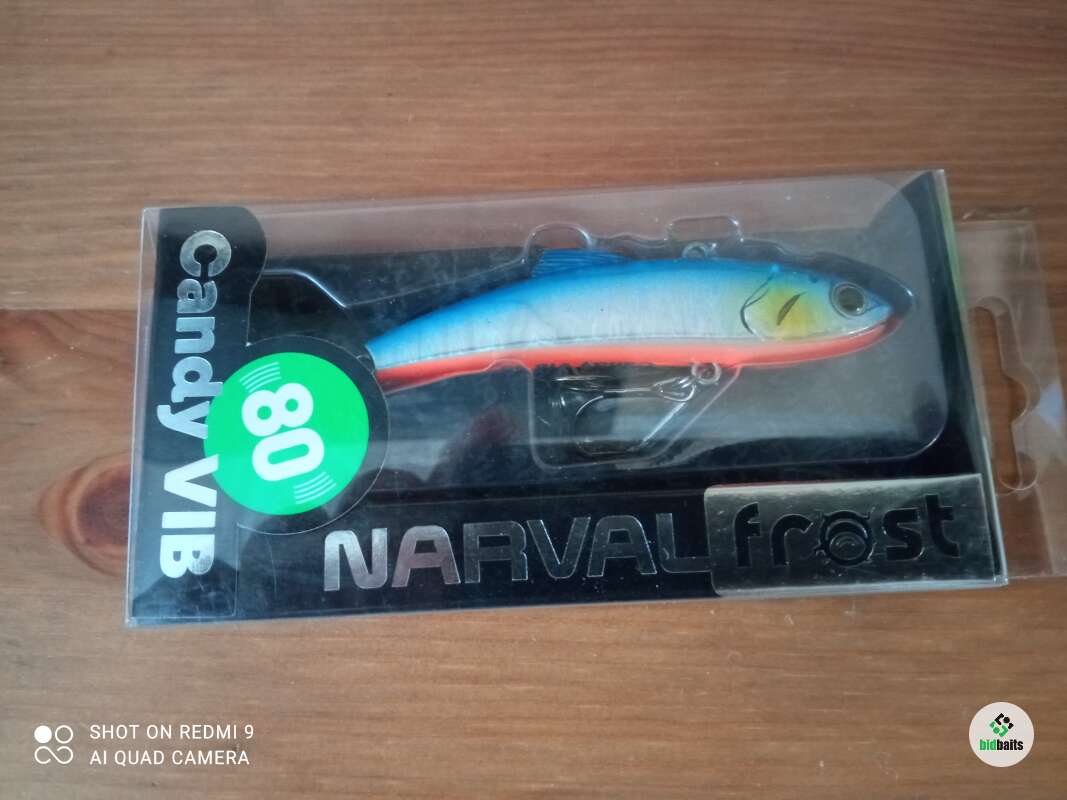 Candy VIB
80
NARVAL frost
SHOT ON REDMI 9
AI QUAD CAMERA
bidbaits